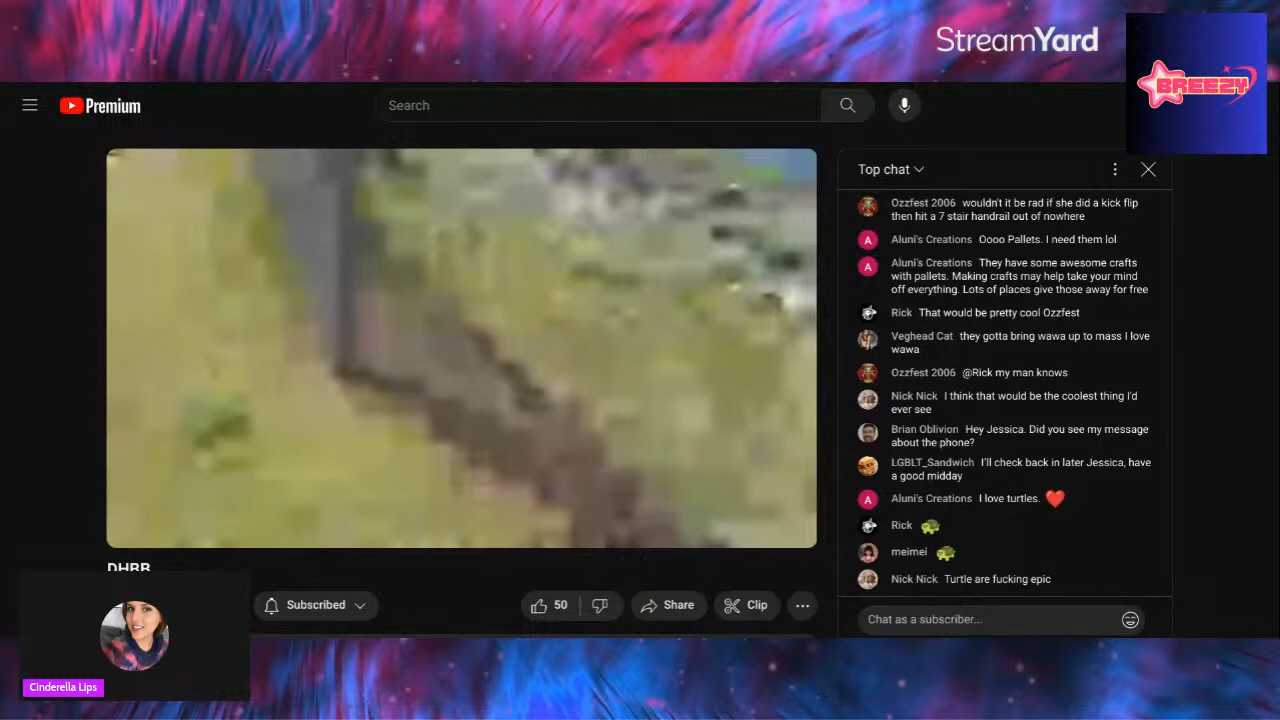 StreamYard
BREEZY
Premium
Search
Top chat
Ozzfest 2006 wouldn't it be rad if she did a kick flip
then hit a 7 stair handrail out of nowhere
Aluni's Creations Oooo Pallets. I need them lol
A
Aluni's Creations They have some awesome crafts
A
with pallets. Making crafts may help take your mind
off everything. Lots of places give those away for free
Rick That would be pretty cool Ozzfest
Veghead Cat they gotta bring wawa up to mass I love
wawa
Ozzfest 2006 @Rick my man knows
Nick Nick I think that would be the coolest thing I'd
ever see
Brian Oblivion Hey Jessica. Did you see my message
about the phone?
LGBLT_Sandwich I'll check back in later Jessica, have
a good midday
A
Aluni's Creations I love turtles. ❤️
Rick 🐢
meimei 🐢
Nick Nick Turtle are fucking epic
DHBB
Subscribed
50
Share
Clip
Chat as a subscriber...
Cinderella Lips